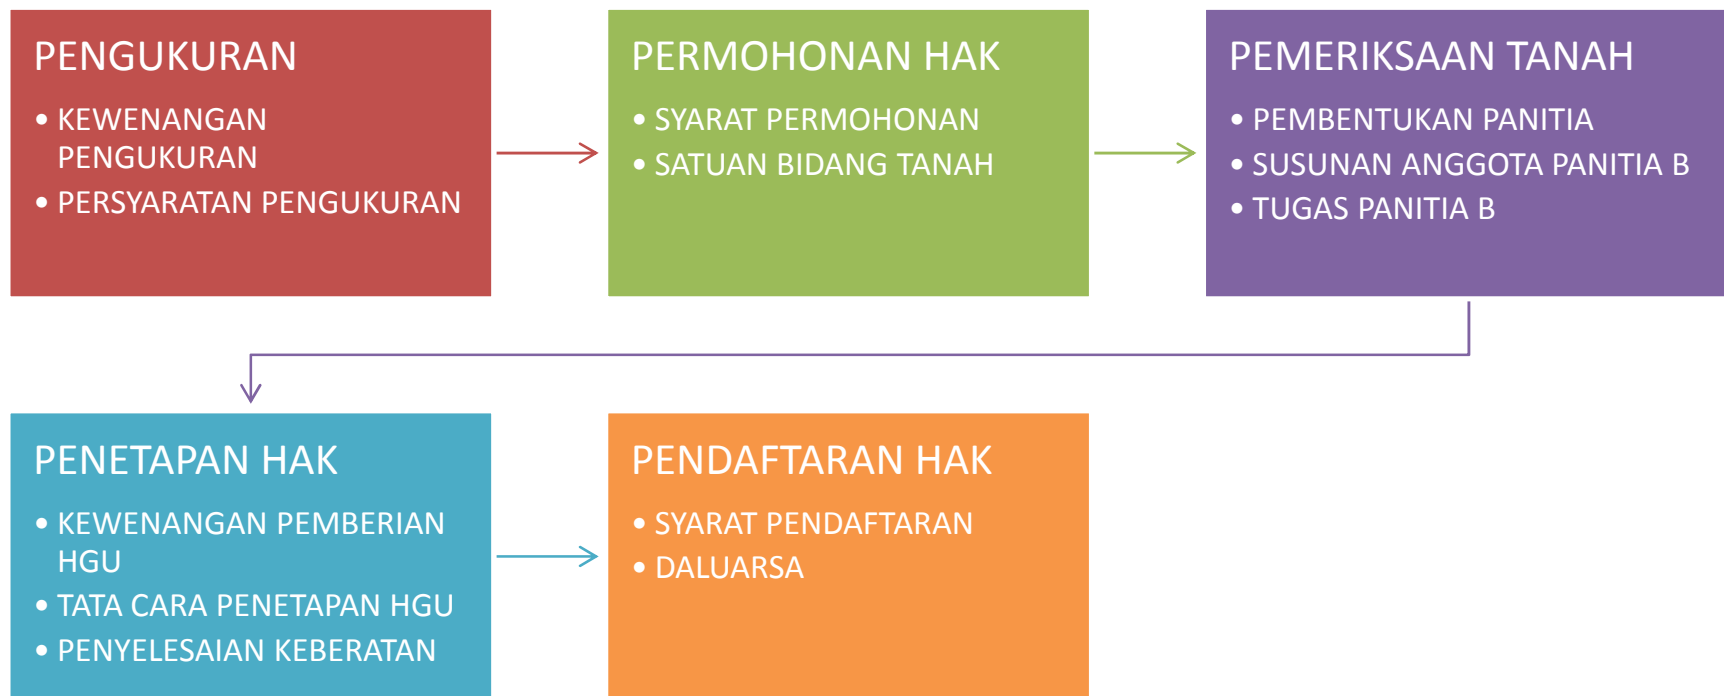 PENGUKURAN
• KEWENANGAN
PENGUKURAN
• PERSYARATAN PENGUKURAN
PERMOHONAN HAK
• SYARAT PERMOHONAN
• SATUAN BIDANG TANAH
PEMERIKSAAN TANAH
• PEMBENTUKAN PANITIA
• SUSUNAN ANGGOTA PANITIA B
• TUGAS PANITIA B
PENETAPAN HAK
• KEWENANGAN PEMBERIAN
HGU
• TATA CARA PENETAPAN HGU
• PENYELESAIAN KEBERATAN
PENDAFTARAN HAK
• SYARAT PENDAFTARAN
• DALUARSA